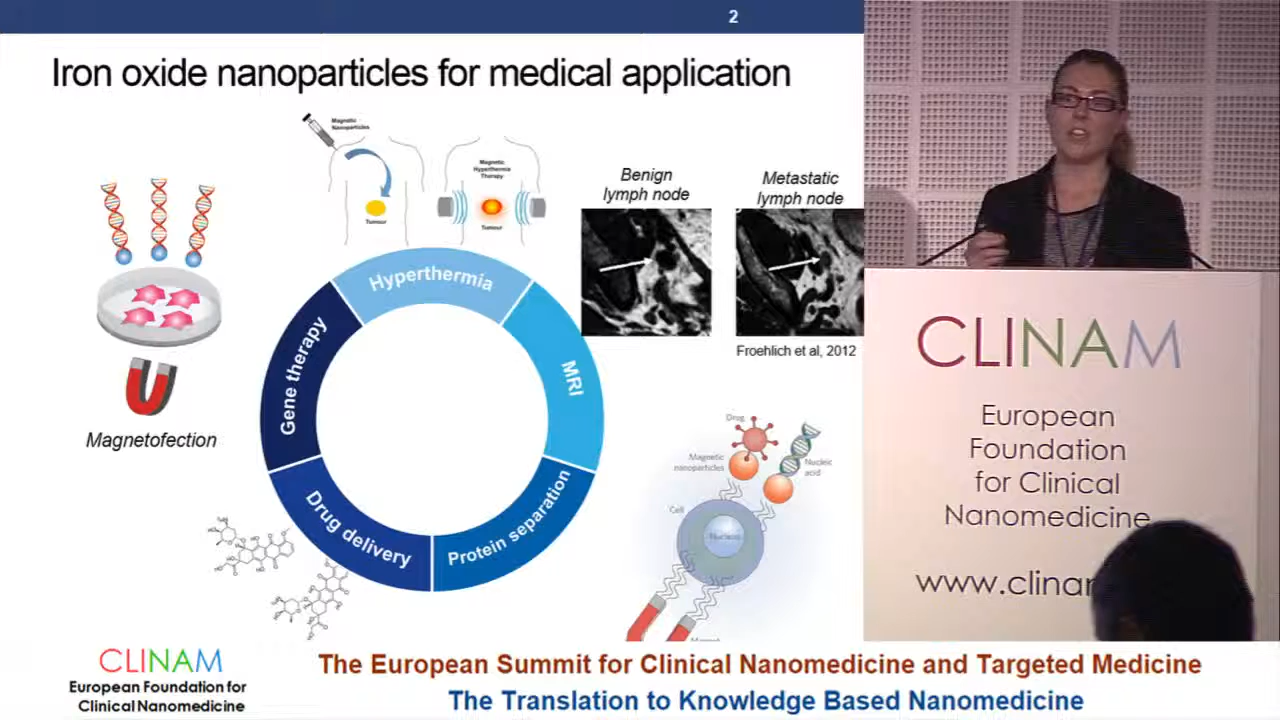 2
Iron oxide nanoparticles for medical application
Magnetic
Nanoparticles
Tumour
Magnetic
Hyperthermia
Therapy
Tumour
Benign
lymph node
Metastatic
lymph node
Froehlich et al, 2012
Magnetofection
Hyperthermia
MRI
Protein separation
Drug delivery
Gene therapy
Drug
Magnetic
nanoparticles
Nucleic
acid
Cell
Nucleus
CLINAM
European
Foundation
for Clinical
Nanomedicine
www.clina
CLINAM
European Foundation for
Clinical Nanomedicine
The European Summit for Clinical Nanomedicine and Targeted Medicine
The Translation to Knowledge Based Nanomedicine